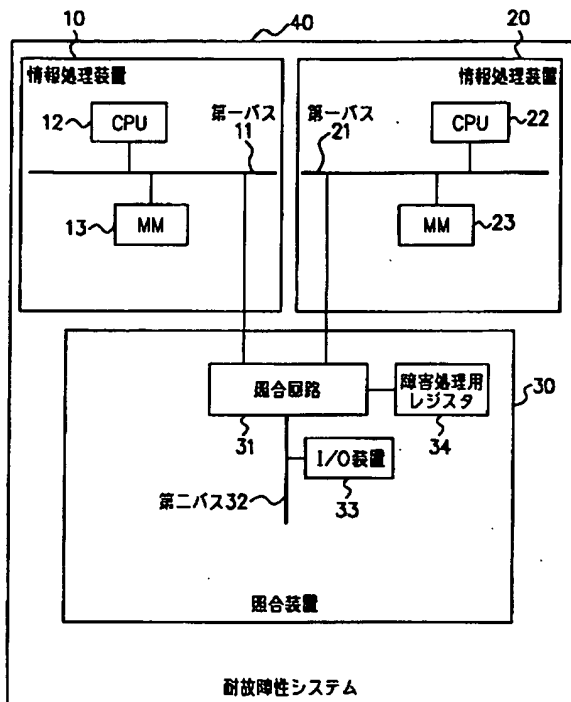 10
40
20
情報処理装置
情報処理装置
12
CPU
第一バス
11
第一バス
21
CPU
22
13
MM
MM
23
照合回路
障害処理用
レジスタ
30
31
34
I/O装置
第二バス32
33
照合装置
耐故障性システム